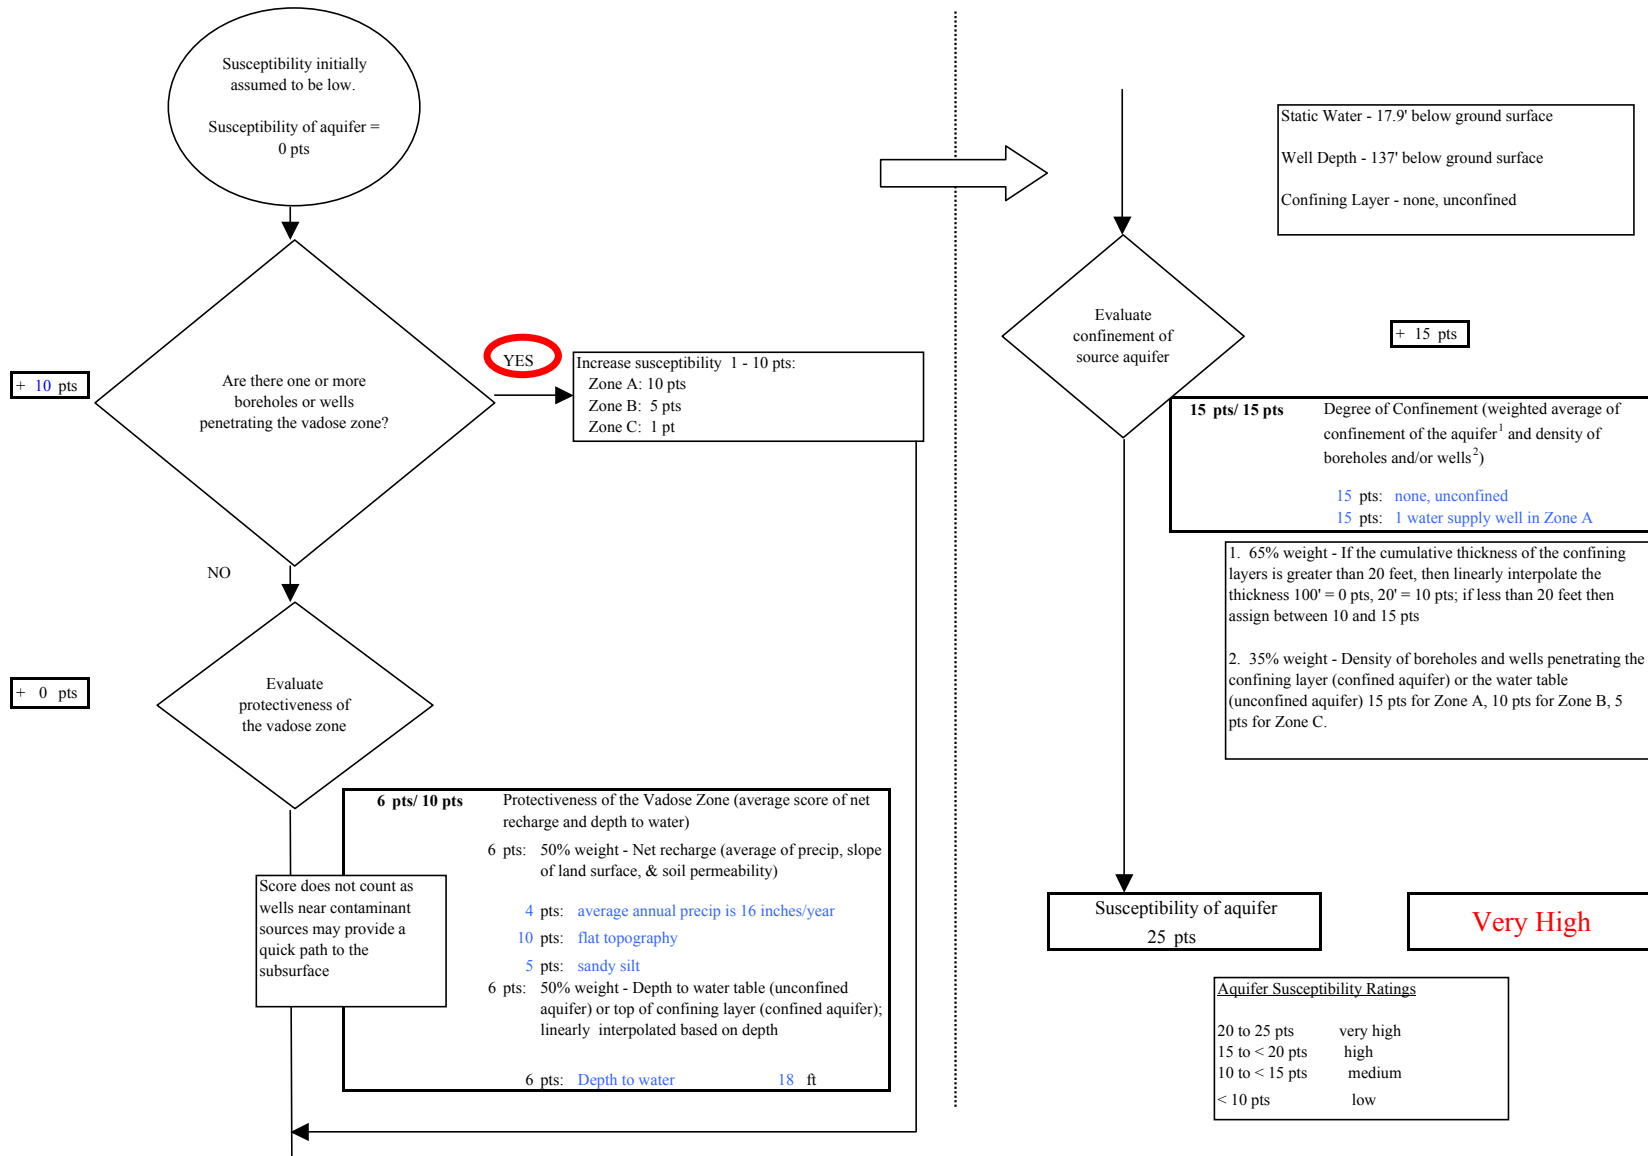 Susceptibility initially
assumed to be low.
Susceptibility of aquifer =
0 pts
+ 10 pts
Are there one or more
boreholes or wells
penetrating the vadose zone?
YES
Increase susceptibility 1 - 10 pts:
Zone A: 10 pts
Zone B: 5 pts
Zone C: 1 pt
NO
+ 0 pts
Evaluate
protectiveness of
the vadose zone
6 pts/ 10 pts Protectiveness of the Vadose Zone (average score of net
recharge and depth to water)
6 pts: 50% weight - Net recharge (average of precip, slope
of land surface, & soil permeability)
4 pts: average annual precip is 16 inches/year
10 pts: flat topography
5 pts: sandy silt
6 pts: 50% weight - Depth to water table (unconfined
aquifer) or top of confining layer (confined aquifer);
linearly interpolated based on depth
6 pts: Depth to water 18 ft
Score does not count as
wells near contaminant
sources may provide a
quick path to the
subsurface
Static Water - 17.9' below ground surface
Well Depth - 137' below ground surface
Confining Layer - none, unconfined
Evaluate
confinement of
source aquifer
+ 15 pts
15 pts/ 15 pts Degree of Confinement (weighted average of
confinement of the aquifer1 and density of
boreholes and/or wells2)
15 pts: none, unconfined
15 pts: 1 water supply well in Zone A
1. 65% weight - If the cumulative thickness of the confining
layers is greater than 20 feet, then linearly interpolate the
thickness 100' = 0 pts, 20' = 10 pts; if less than 20 feet then
assign between 10 and 15 pts
2. 35% weight - Density of boreholes and wells penetrating the
confining layer (confined aquifer) or the water table
(unconfined aquifer) 15 pts for Zone A, 10 pts for Zone B, 5
pts for Zone C.
Susceptibility of aquifer
25 pts
Very High
Aquifer Susceptibility Ratings
20 to 25 pts very high
15 to < 20 pts high
10 to < 15 pts medium
< 10 pts low